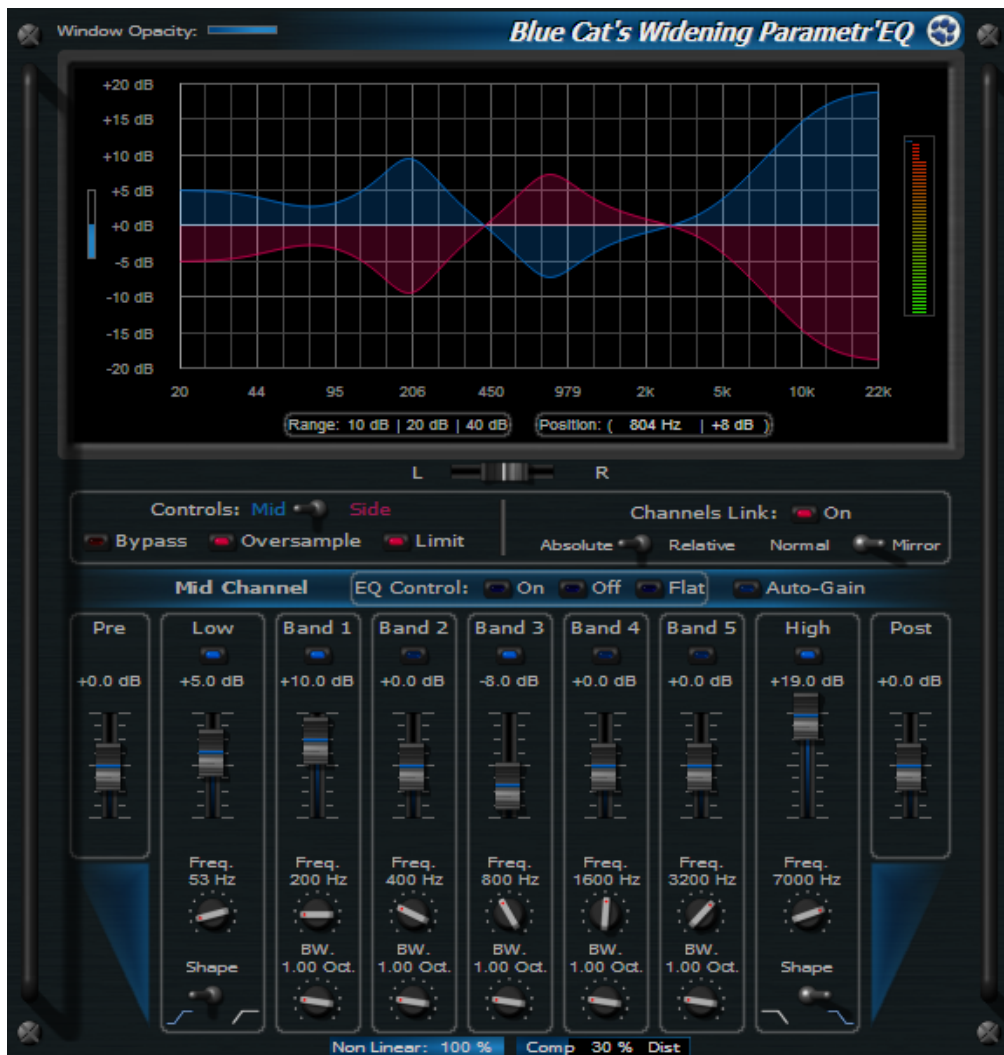 Window Opacity:
Blue Cat's Widening Parametr'EQ
+20 dB
+15 dB
+10 dB
+5 dB
+0 dB
-5 dB
-10 dB
-15 dB
-20 dB
20 44 95 206 450 979 2k 5k 10k 22k
Range: 10 dB | 20 dB | 40 dB Position: ( 804 Hz | +8 dB )
L R
Controls: Mid Side
Channels Link: On
Bypass Oversample Limit
Absolute Relative Normal Mirror
Mid Channel EQ Control: On Off Flat Auto-Gain
Pre Low Band 1 Band 2 Band 3 Band 4 Band 5 High Post
+0.0 dB +5.0 dB +10.0 dB +0.0 dB -8.0 dB +0.0 dB +0.0 dB +19.0 dB +0.0 dB
Freq. Freq. Freq. Freq. Freq. Freq. Freq.
53 Hz 200 Hz 400 Hz 800 Hz 1600 Hz 3200 Hz 7000 Hz
BW. BW. BW. BW. BW.
Shape 1.00 Oct. 1.00 Oct. 1.00 Oct. 1.00 Oct. 1.00 Oct. Shape
Non Linear: 100 % Comp 30 % Dist